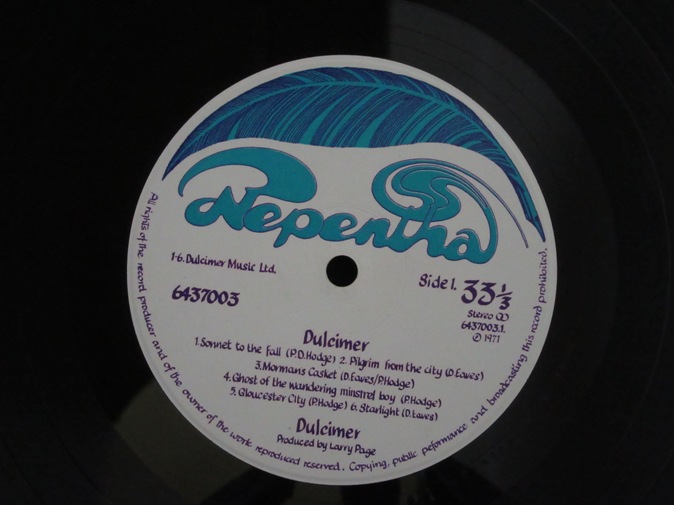 Nepentha
1-6. Dulcimer Music Ltd.
6437003
Side 1. 33 1/3
Stereo
6437003.1.
© 1971
Dulcimer
1. Sonnet to the fall (P.D. Hodge) 2. Pilgrim from the city (D. Eaves)
3. Mormans Casket (D. Eaves/P. Hodge)
4. Ghost of the wandering minstrel boy (P. Hodge)
5. Gloucester City (P. Hodge) 6. Starlight (D. Eaves)
Dulcimer
Produced by Larry Page
All rights of the record producer and of the owner of the work reproduced reserved. Copying, public peformance and broadcasting this record prohibited.